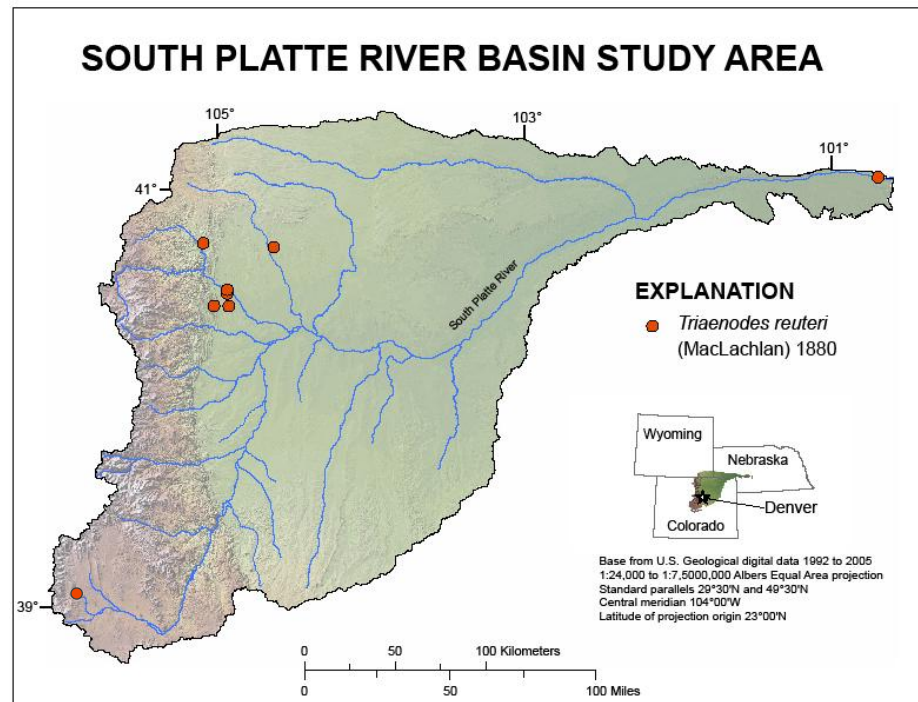 SOUTH PLATTE RIVER BASIN STUDY AREA
105°
103°
101°
41°
South Platte River
EXPLANATION
Triaenodes reuteri
(MacLachlan) 1880
Wyoming
Nebraska
Denver
Colorado
Base from U.S. Geological digital data 1992 to 2005
1:24,000 to 1:7,5000,000 Albers Equal Area projection
Standard parallels 29°30'N and 49°30'N
Central meridian 104°00'W
Latitude of projection origin 23°00'N
39°
0 50 100 Kilometers
0 50 100 Miles